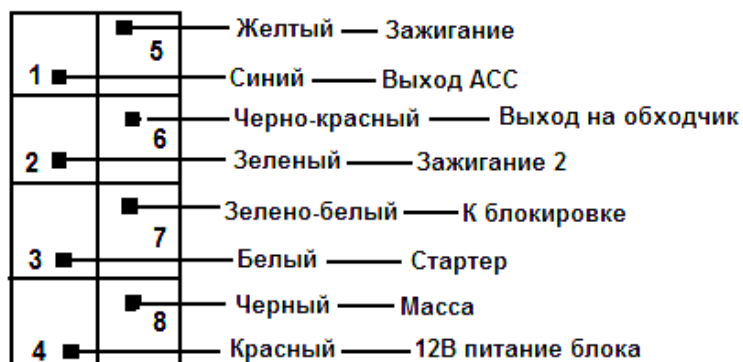 5 Желтый Зажигание
1 Синий Выход АСС
6 Черно-красный Выход на обходчик
2 Зеленый Зажигание 2
7 Зелено-белый К блокировке
3 Белый Стартер
8 Черный Масса
4 Красный 12В питание блока